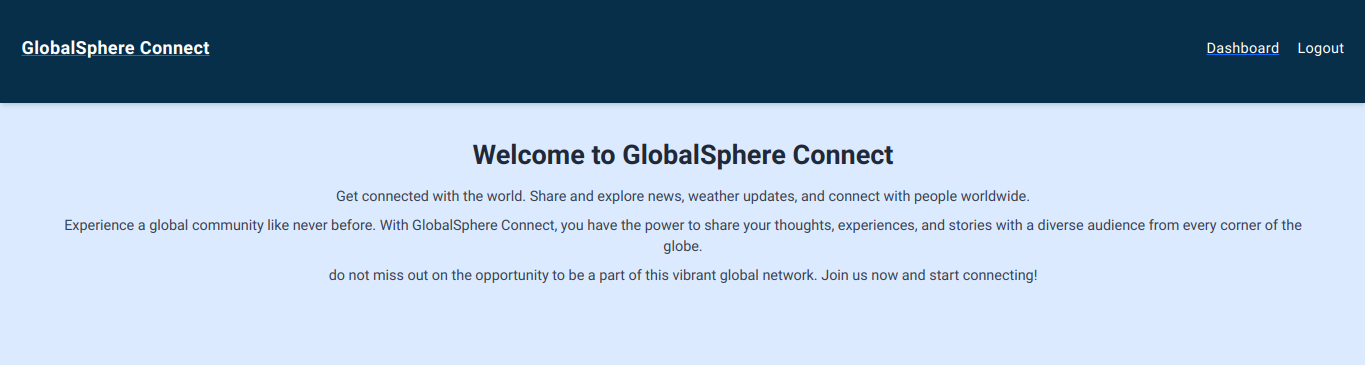 GlobalSphere Connect
Dashboard Logout
Welcome to GlobalSphere Connect
Get connected with the world. Share and explore news, weather updates, and connect with people worldwide.
Experience a global community like never before. With GlobalSphere Connect, you have the power to share your thoughts, experiences, and stories with a diverse audience from every corner of the
globe.
do not miss out on the opportunity to be a part of this vibrant global network. Join us now and start connecting!